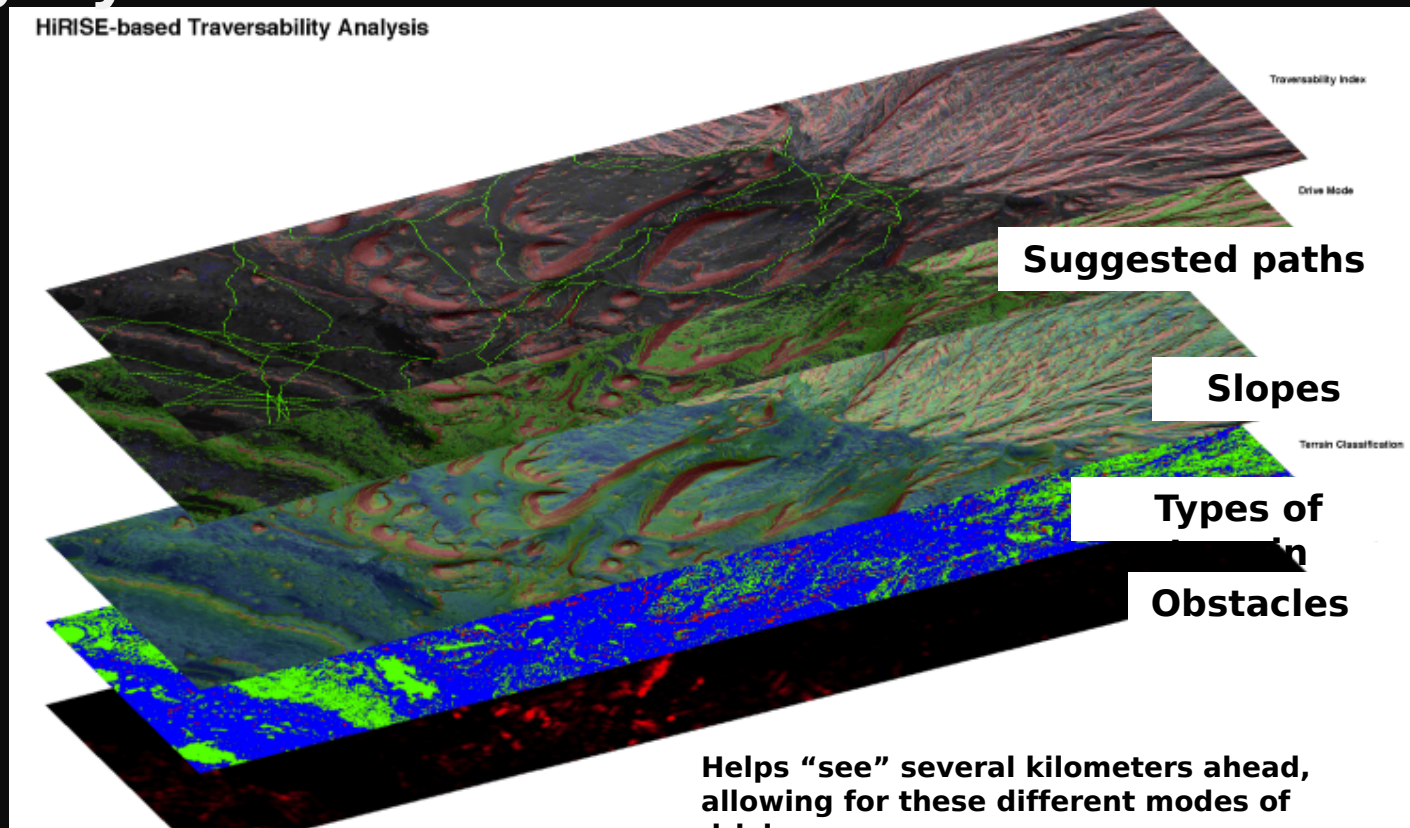 HiRISE-based Traversability Analysis
Traversability Index
Drive Mode
Suggested paths
Slopes
Terrain Classification
Types of
Obstacles
Helps “see” several kilometers ahead,
allowing for these different modes of